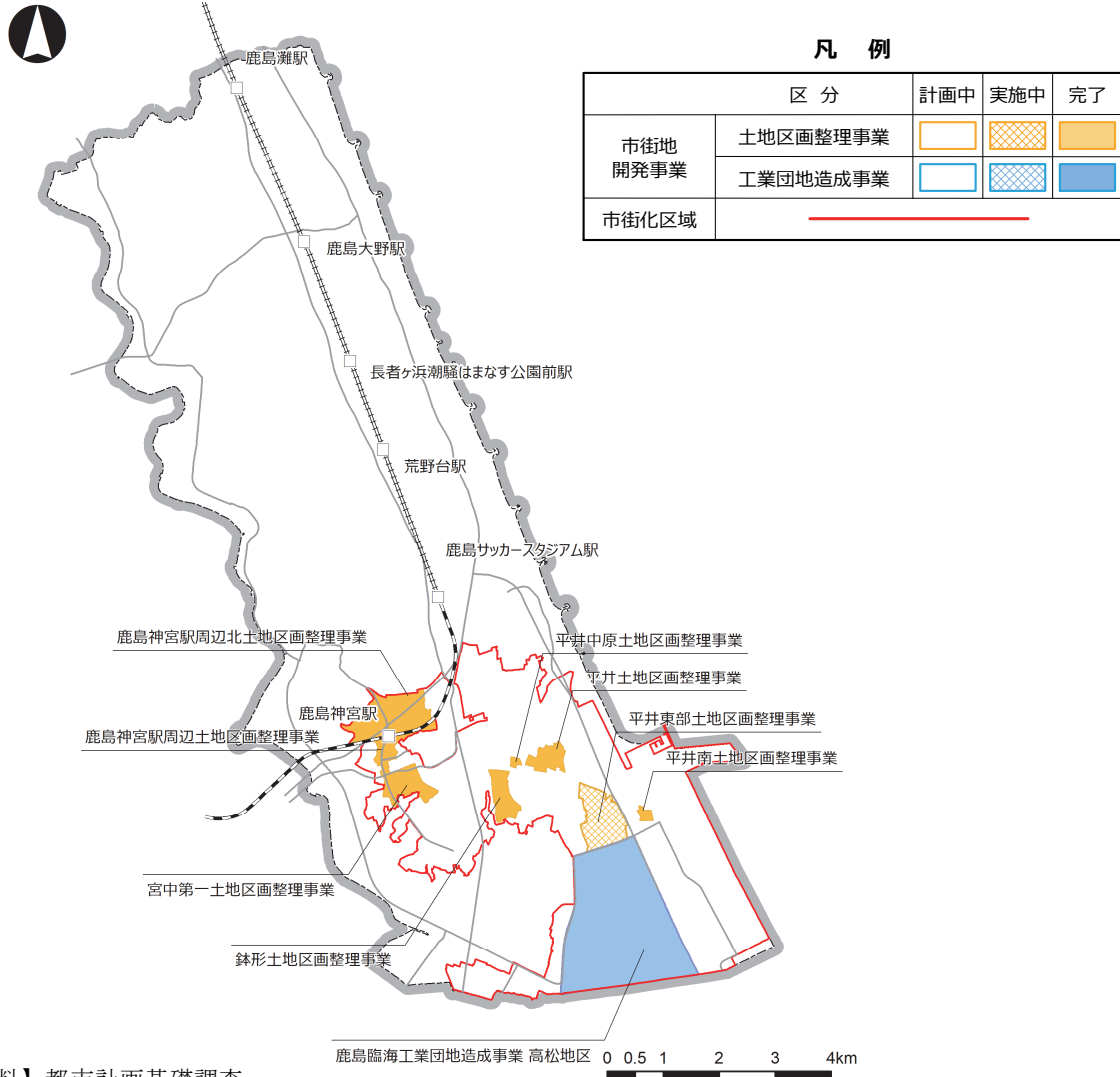 凡 例
区 分
計画中
実施中
完了
市街地
開発事業
土地区画整理事業
工業団地造成事業
市街化区域
鹿島灘駅
鹿島大野駅
長者ヶ浜潮騒はまなす公園前駅
荒野台駅
鹿島サッカースタジアム駅
鹿島神宮駅周辺北土地区画整理事業
平井中原土地区画整理事業
平井土地区画整理事業
鹿島神宮駅
平井東部土地区画整理事業
鹿島神宮駅周辺土地区画整理事業
平井南土地区画整理事業
宮中第一土地区画整理事業
鉢形土地区画整理事業
鹿島臨海工業団地造成事業 高松地区
0 0.5 1 2 3 4km
料】都市計画基礎調査